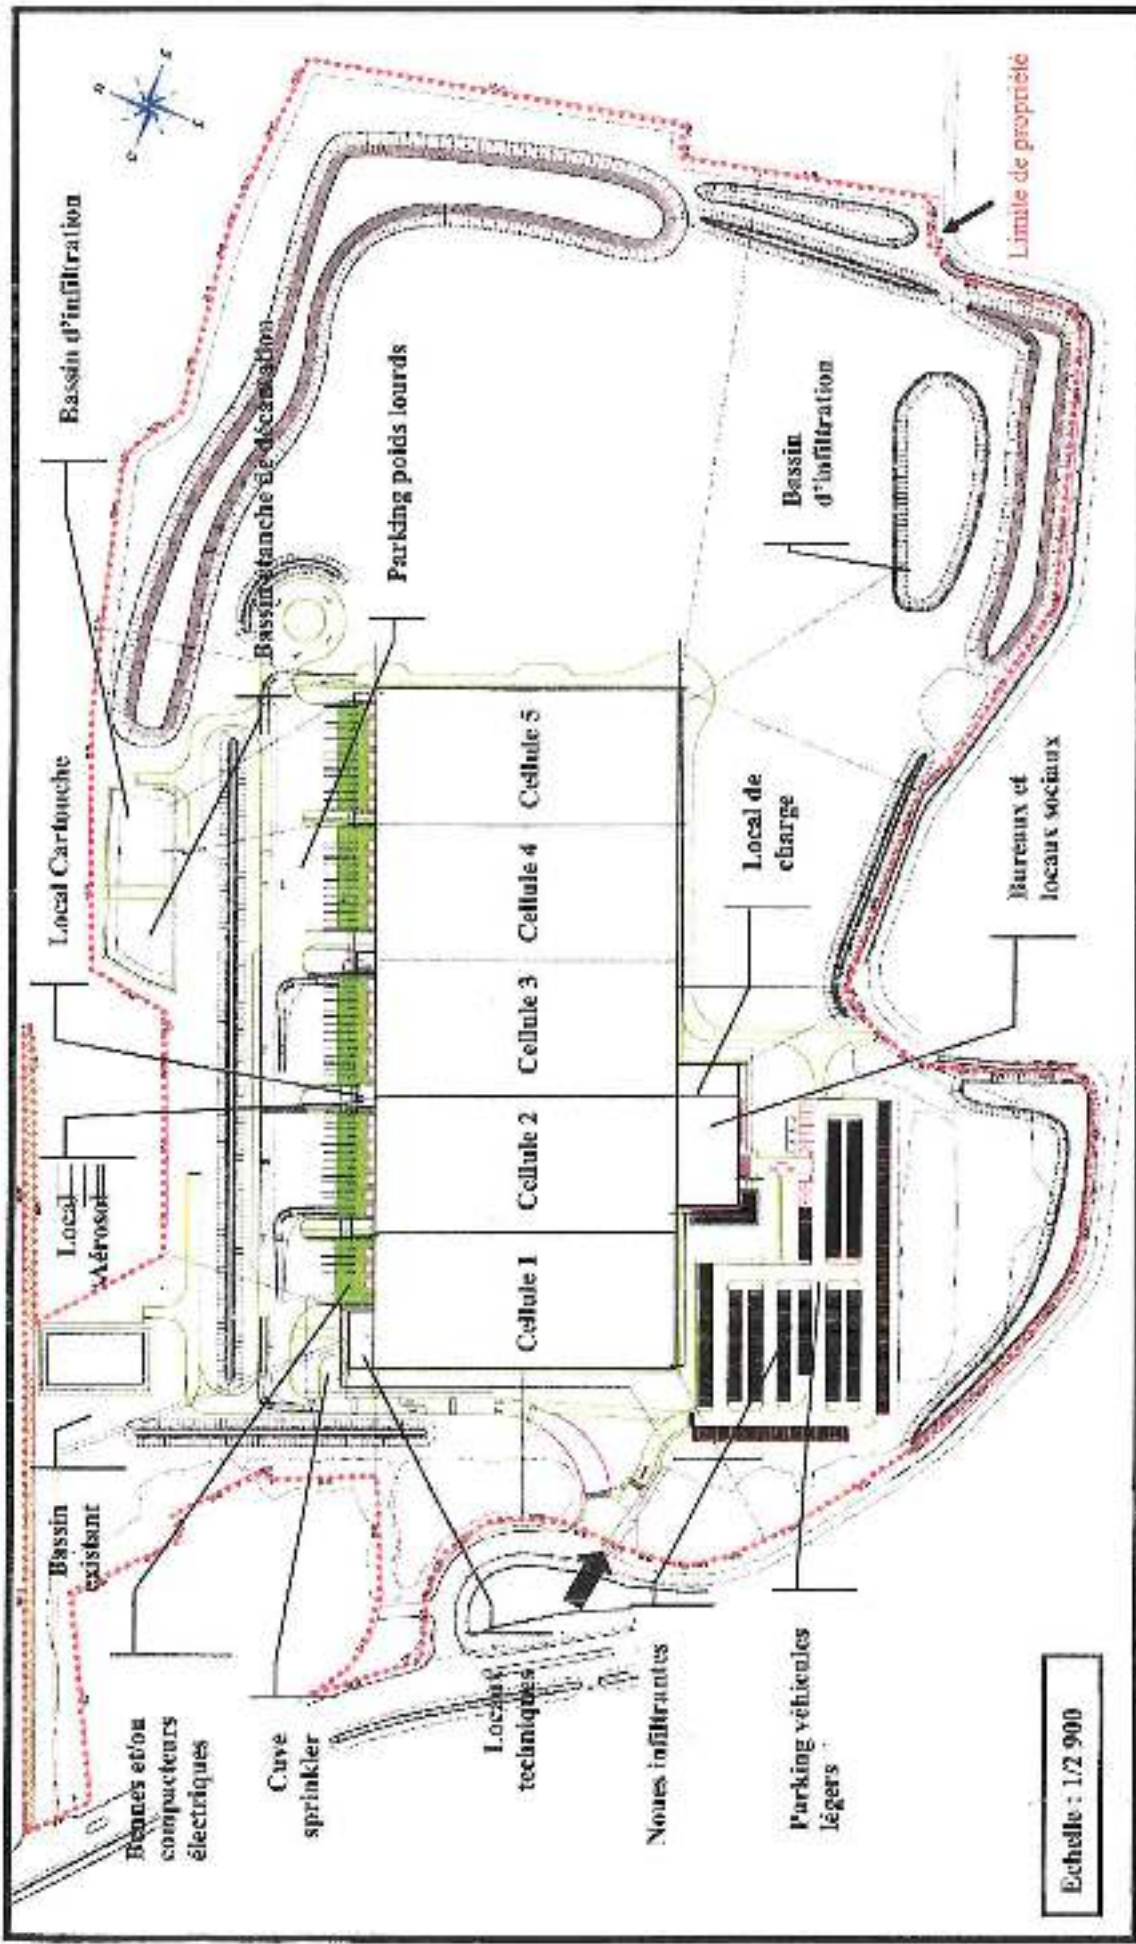 Bassin d'infiltration
Bassin étanche de décantation
Parking poids lourds
Local Cartouche
Local
Aérosol
Bassin
existant
Bennes et/ou
compacteurs
électriques
Cuve
sprinkler
Locaux
techniques
Noues infiltrantes
Parking véhicules
légers
Cellule 1
Cellule 2
Cellule 3
Cellule 4
Cellule 5
Local de
charge
Bureaux et
locaux sociaux
Bassin
d'infiltration
Limite de propriété
Echelle : 1/2 900